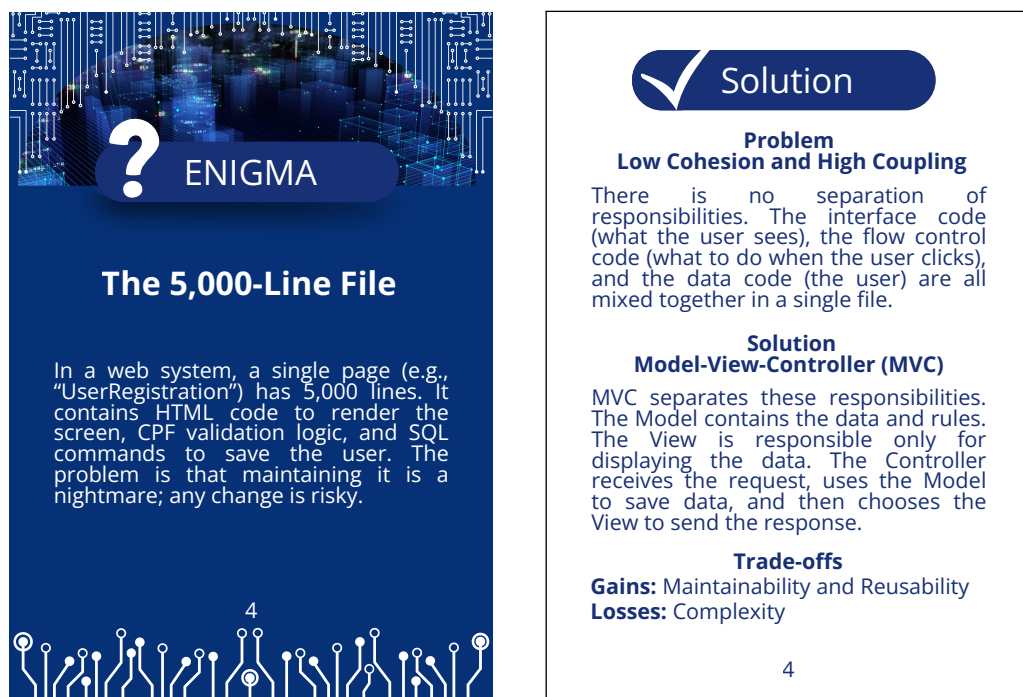 ?
ENIGMA
The 5,000-Line File
In a web system, a single page (e.g.,
“UserRegistration”) has 5,000 lines. It
contains HTML code to render the
screen, CPF validation logic, and SQL
commands to save the user. The
problem is that maintaining it is a
nightmare; any change is risky.
4
Solution
Problem
Low Cohesion and High Coupling
There is no separation of
responsibilities. The interface code
(what the user sees), the flow control
code (what to do when the user clicks),
and the data code (the user) are all
mixed together in a single file.
Solution
Model-View-Controller (MVC)
MVC separates these responsibilities.
The Model contains the data and rules.
The View is responsible only for
displaying the data. The Controller
receives the request, uses the Model
to save data, and then chooses the
View to send the response.
Trade-offs
Gains: Maintainability and Reusability
Losses: Complexity
4